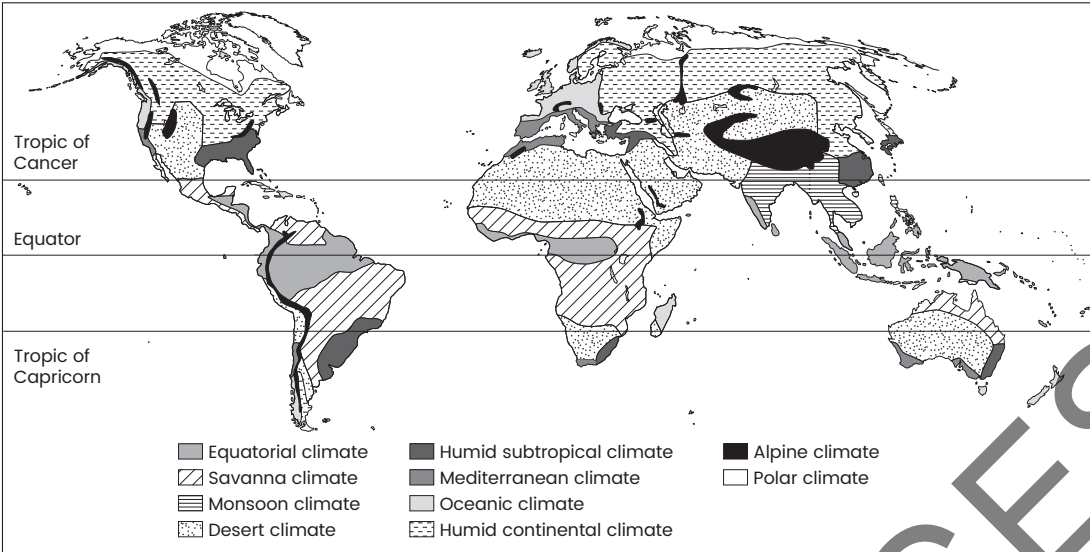 Tropic of
Cancer
Equator
Tropic of
Capricorn
Equatorial climate
Savanna climate
Monsoon climate
Desert climate
Humid subtropical climate
Mediterranean climate
Oceanic climate
Humid continental climate
Alpine climate
Polar climate
CES